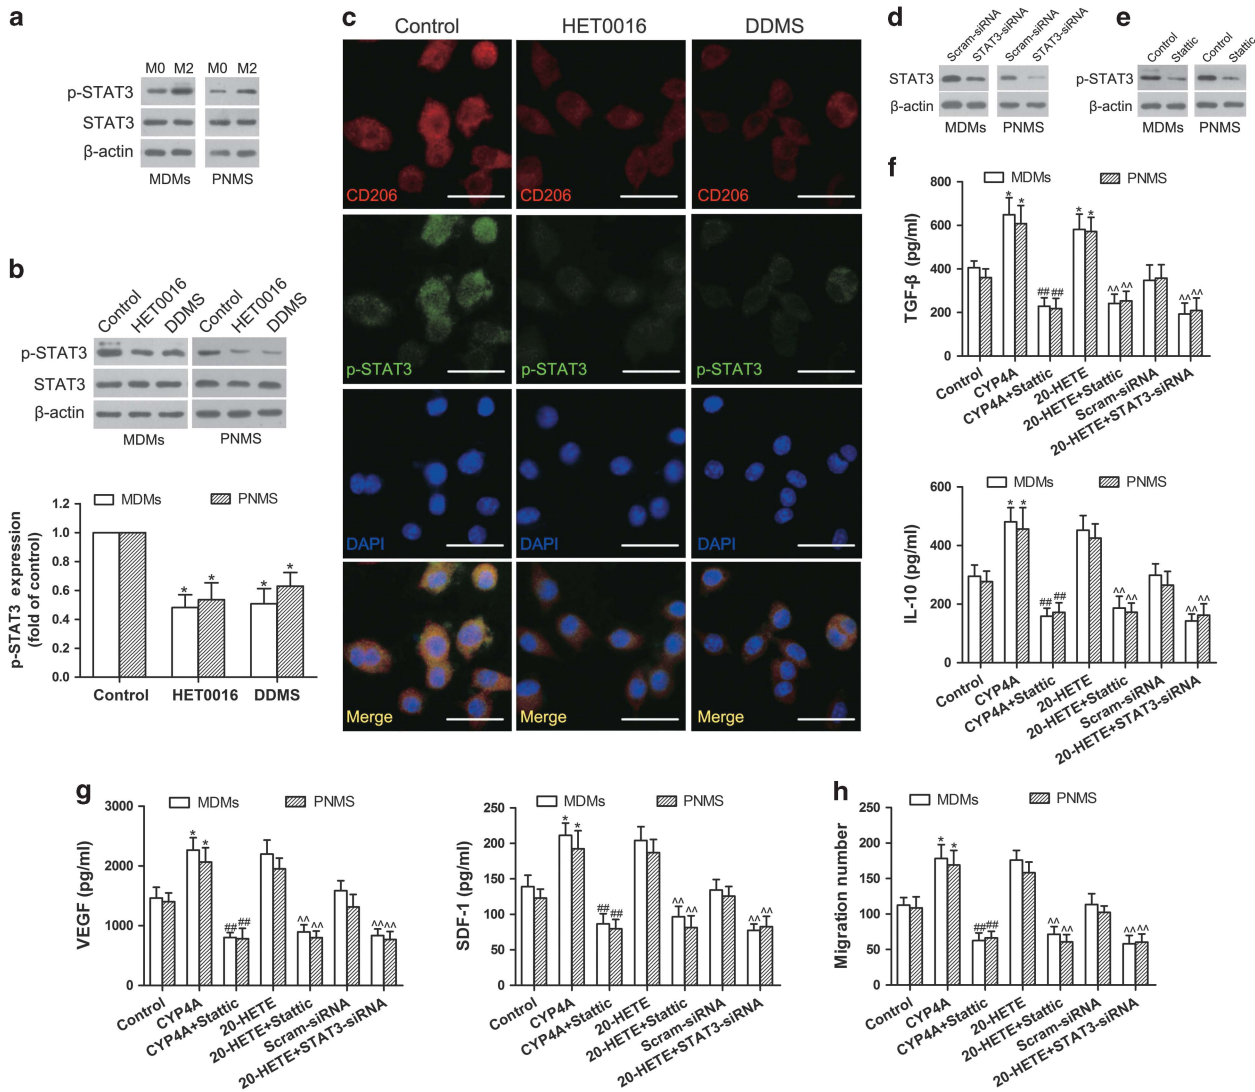 a
M0 M2 M0 M2
p-STAT3
STAT3
β-actin
MDMs PNMS
b
Control HET0016 DDMS Control HET0016 DDMS
p-STAT3
STAT3
β-actin
MDMs PNMS
MDMs PNMS
p-STAT3 expression
(fold of control)
1.2
1.0
0.8
0.6
0.4
0.2
0.0
* * * *
Control HET0016 DDMS
c
Control HET0016 DDMS
CD206 CD206 CD206
p-STAT3 p-STAT3 p-STAT3
DAPI DAPI DAPI
Merge Merge Merge
d
Scram-siRNA STAT3-siRNA Scram-siRNA STAT3-siRNA
STAT3
β-actin
MDMs PNMS
e
Control Stattic Control Stattic
p-STAT3
β-actin
MDMs PNMS
f
MDMs PNMS
TGF-β (pg/ml)
800
600
400
200
0
* * ## ## * * ^^ ^^ ^^ ^^
Control CYP4A CYP4A+Stattic 20-HETE 20-HETE+Stattic Scram-siRNA 20-HETE+STAT3-siRNA
MDMs PNMS
IL-10 (pg/ml)
600
400
200
0
* * ## ## ^^ ^^ ^^ ^^
Control CYP4A CYP4A+Stattic 20-HETE 20-HETE+Stattic Scram-siRNA 20-HETE+STAT3-siRNA
g
MDMs PNMS
VEGF (pg/ml)
3000
2000
1000
0
* * ## ## ^^ ^^ ^^ ^^
Control CYP4A CYP4A+Stattic 20-HETE 20-HETE+Stattic Scram-siRNA 20-HETE+STAT3-siRNA
MDMs PNMS
SDF-1 (pg/ml)
250
200
150
100
50
0
* * ## ## ^^ ^^ ^^ ^^
Control CYP4A CYP4A+Stattic 20-HETE 20-HETE+Stattic Scram-siRNA 20-HETE+STAT3-siRNA
h
MDMs PNMS
Migration number
250
200
150
100
50
0
* * ## ## ^^ ^^ ^^ ^^
Control CYP4A CYP4A+Stattic 20-HETE 20-HETE+Stattic Scram-siRNA 20-HETE+STAT3-siRNA